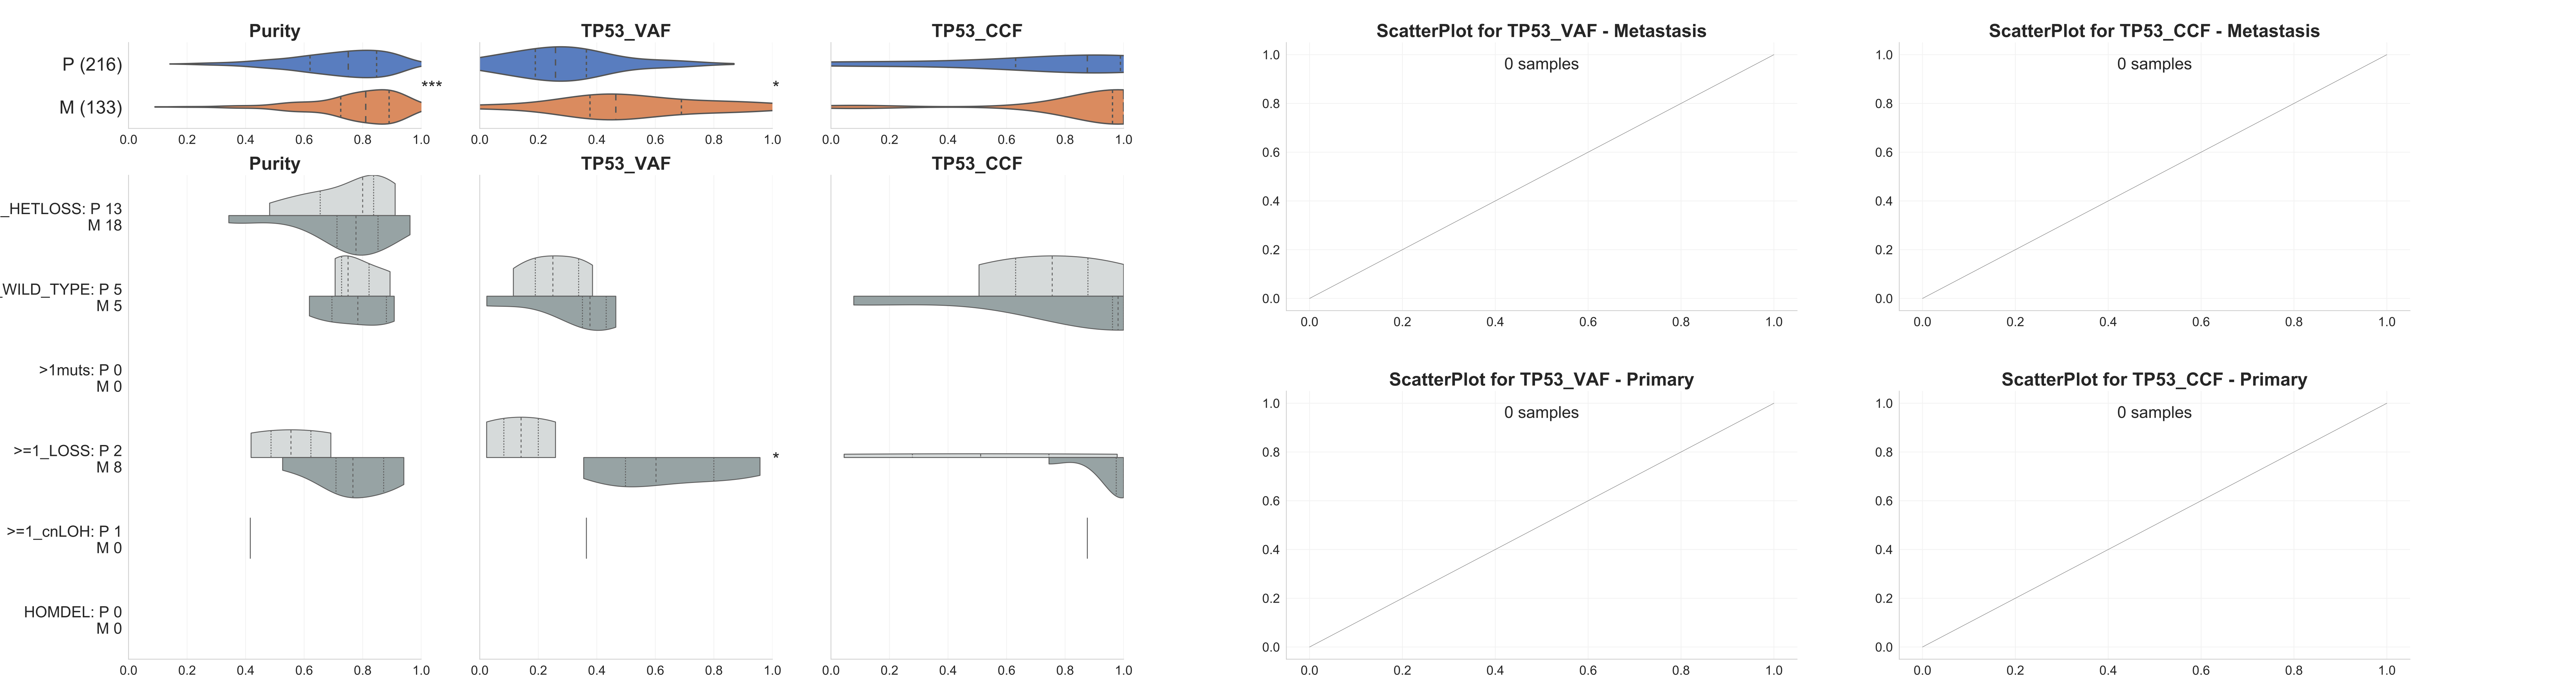 Purity
TP53_VAF
TP53_CCF
P (216)
M (133)
***
*
0.0 0.2 0.4 0.6 0.8 1.0
0.0 0.2 0.4 0.6 0.8 1.0
0.0 0.2 0.4 0.6 0.8 1.0
Purity
TP53_VAF
TP53_CCF
_HETLOSS: P 13
M 18
_WILD_TYPE: P 5
M 5
>1muts: P 0
M 0
>=1_LOSS: P 2
M 8
*
>=1_cnLOH: P 1
M 0
HOMDEL: P 0
M 0
0.0 0.2 0.4 0.6 0.8 1.0
0.0 0.2 0.4 0.6 0.8 1.0
0.0 0.2 0.4 0.6 0.8 1.0
ScatterPlot for TP53_VAF - Metastasis
0 samples
1.0
0.8
0.6
0.4
0.2
0.0
0.0 0.2 0.4 0.6 0.8 1.0
ScatterPlot for TP53_CCF - Metastasis
0 samples
1.0
0.8
0.6
0.4
0.2
0.0
0.0 0.2 0.4 0.6 0.8 1.0
ScatterPlot for TP53_VAF - Primary
0 samples
1.0
0.8
0.6
0.4
0.2
0.0
0.0 0.2 0.4 0.6 0.8 1.0
ScatterPlot for TP53_CCF - Primary
0 samples
1.0
0.8
0.6
0.4
0.2
0.0
0.0 0.2 0.4 0.6 0.8 1.0